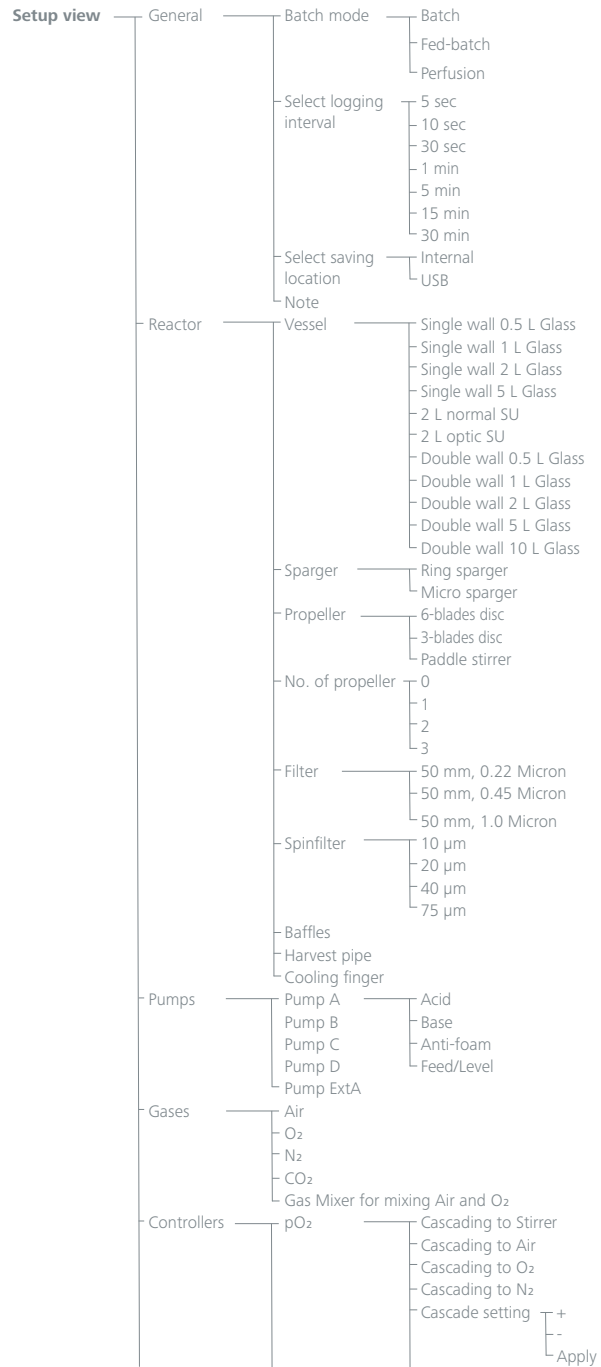 Setup view General Batch mode Batch
Fed-batch
Perfusion
Select logging 5 sec
interval 10 sec
30 sec
1 min
5 min
15 min
30 min
Select saving Internal
location USB
Note
Reactor Vessel Single wall 0.5 L Glass
Single wall 1 L Glass
Single wall 2 L Glass
Single wall 5 L Glass
2 L normal SU
2 L optic SU
Double wall 0.5 L Glass
Double wall 1 L Glass
Double wall 2 L Glass
Double wall 5 L Glass
Double wall 10 L Glass
Sparger Ring sparger
Micro sparger
Propeller 6-blades disc
3-blades disc
Paddle stirrer
No. of propeller 0
1
2
3
Filter 50 mm, 0.22 Micron
50 mm, 0.45 Micron
50 mm, 1.0 Micron
Spinfilter 10 µm
20 µm
40 µm
75 µm
Baffles
Harvest pipe
Cooling finger
Pumps Pump A Acid
Pump B Base
Pump C Anti-foam
Pump D Feed/Level
Pump ExtA
Gases Air
O₂
N₂
CO₂
Gas Mixer for mixing Air and O₂
Controllers pO₂ Cascading to Stirrer
Cascading to Air
Cascading to O₂
Cascading to N₂
Cascade setting +
-
Apply